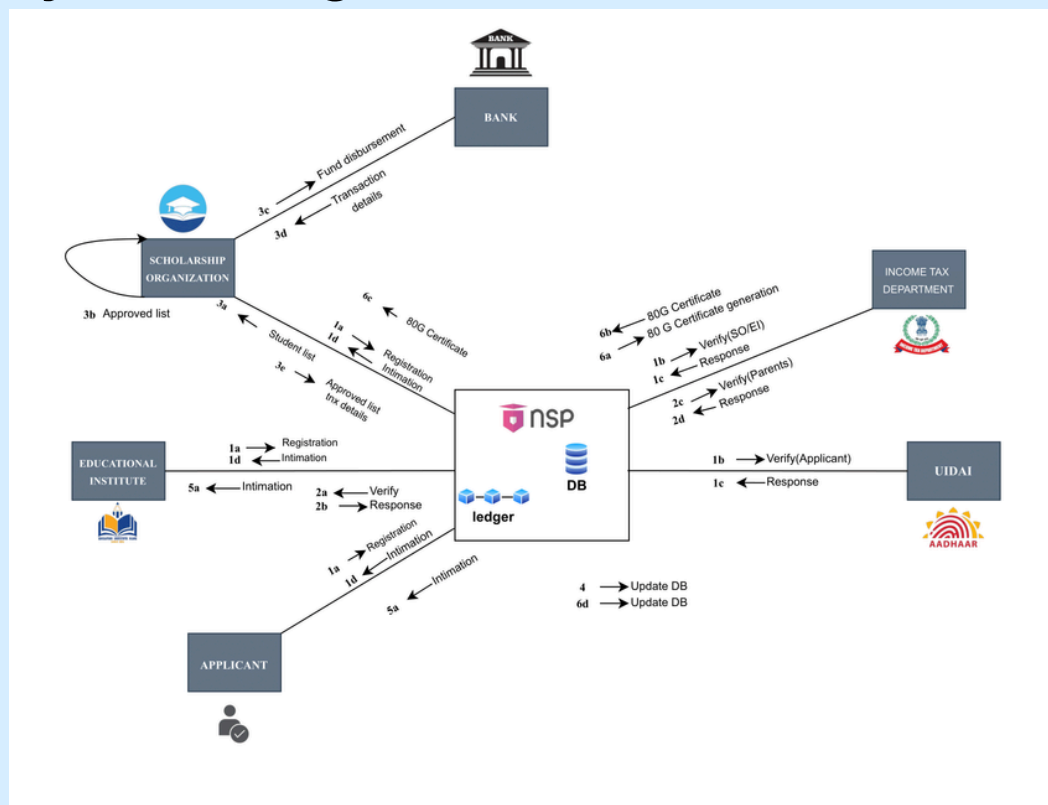 BANK
BANK
3c Fund disbursement
3d Transaction
details
SCHOLARSHIP
ORGANIZATION
3b Approved list
INCOME TAX
DEPARTMENT
6b 80G Certificate
6a 80 G Certificate generation
1b Verify(SO/EI)
1c Response
2c Verify(Parents)
2d Response
6c 80G Certificate
1a Registration
1d Intimation
3a Student list
3e Approved list
tnx details
nsp
DB
ledger
EDUCATIONAL
INSTITUTE
1a Registration
1d Intimation
5a Intimation
2a Verify
2b Response
1b Verify(Applicant)
1c Response
UIDAI
AADHAAR
1a Registration
1d Intimation
5a Intimation
4 Update DB
6d Update DB
APPLICANT